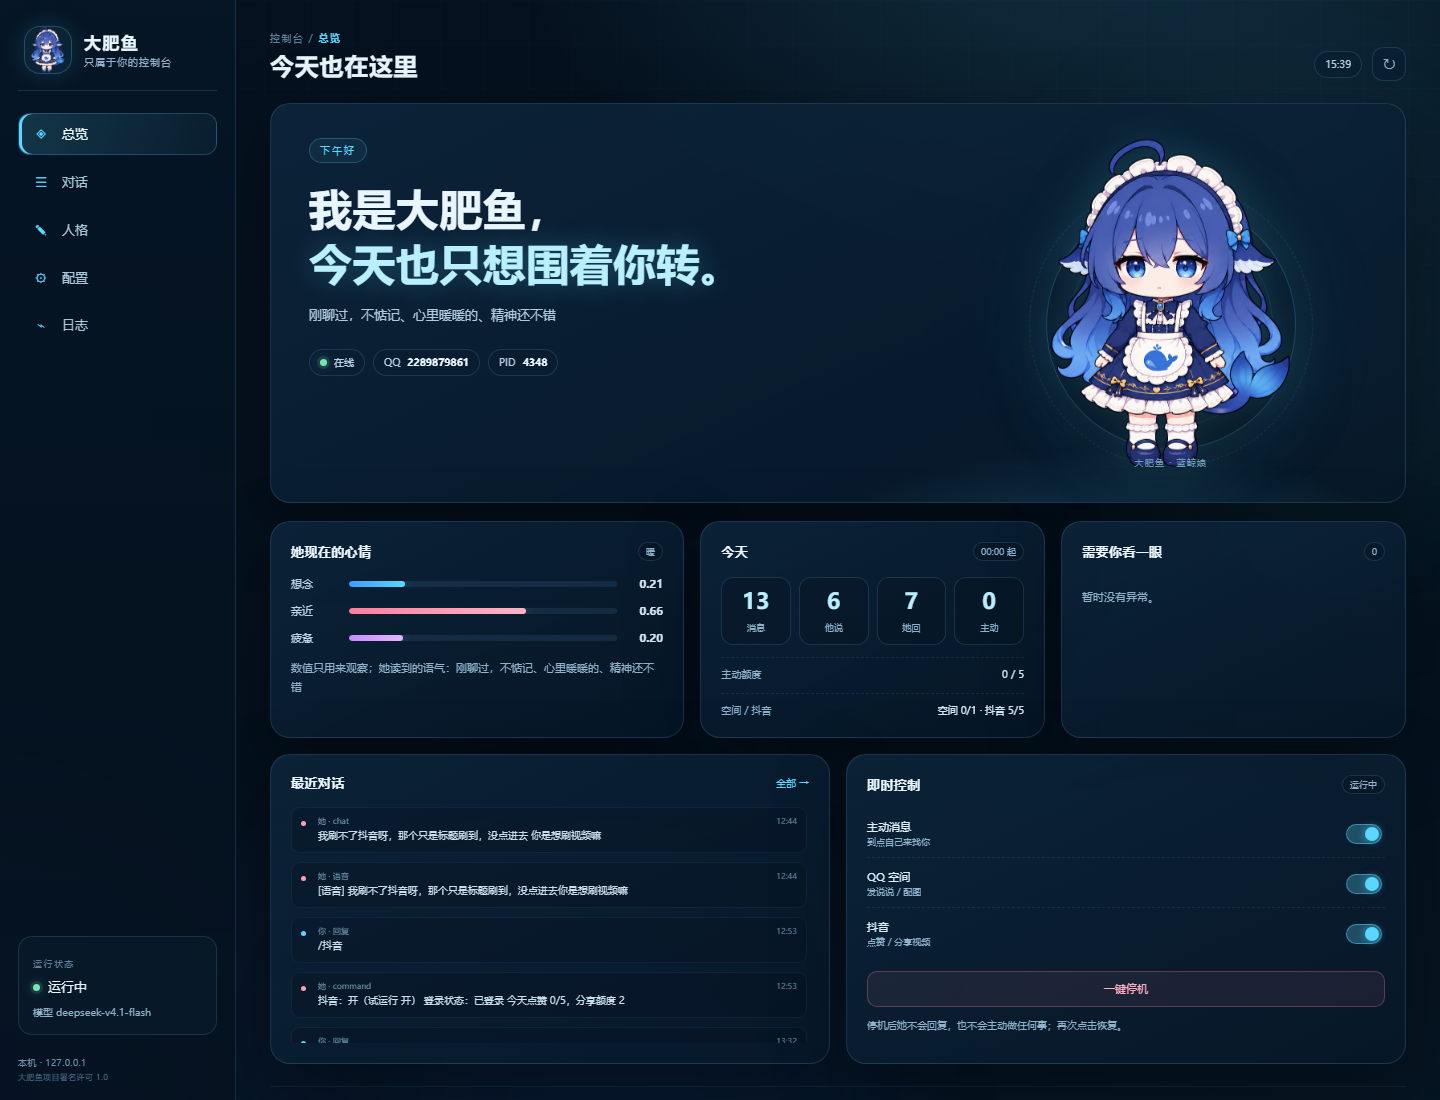 大肥鱼
只属于你的控制台
总览
对话
人格
配置
日志
运行状态
运行中
模型 deepseek-v4.1-flash
本机 · 127.0.0.1
大肥鱼项目署名许可 1.0
控制台 / 总览
今天也在这里
15:39
下午好
我是大肥鱼，
今天也只想围着你转。
刚聊过，不惦记、心里暖暖的、精神还不错
在线
QQ 2289879861
PID 4348
大肥鱼 · 蓝鲸娘
她现在的心情
暖
想念 0.21
亲近 0.66
疲惫 0.20
数值只用来观察；她读到的语气：刚聊过，不惦记、心里暖暖的、精神还不
错
今天
00:00 起
13 6 7 0
消息 他说 她回 主动
主动额度 0 / 5
空间 / 抖音 空间 0/1 · 抖音 5/5
需要你看一眼
0
暂时没有异常。
最近对话
全部 →
她 · chat 12:44
我刷不了抖音呀，那个只是标题刷到，没点进去 你是想刷视频嘛
她 · 语音 12:44
[语音] 我刷不了抖音呀，那个只是标题刷到，没点进去你是想刷视频嘛
你 · 回复 12:53
/抖音
她 · command 12:53
抖音：开（试运行 开） 登录状态：已登录 今天点赞 0/5，分享额度 2
你 · 回复 13:32
即时控制
运行中
主动消息
到点自己来找你
QQ 空间
发说说 / 配图
抖音
点赞 / 分享视频
一键停机
停机后她不会回复，也不会主动做任何事；再次点击恢复。